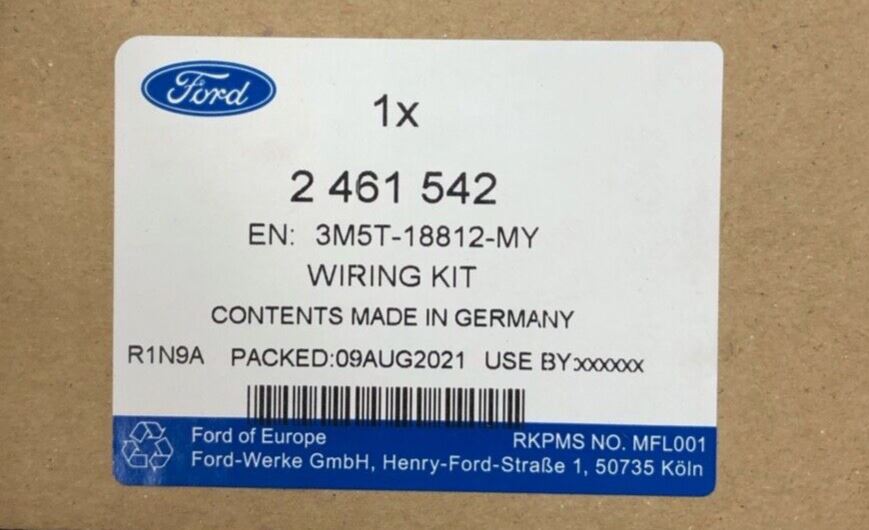 Ford
1x
2 461 542
EN: 3M5T-18812-MY
WIRING KIT
CONTENTS MADE IN GERMANY
R1N9A PACKED:09AUG2021 USE BY:xxxxxx
Ford of Europe RKPMS NO. MFL001
Ford-Werke GmbH, Henry-Ford-Straße 1, 50735 Köln